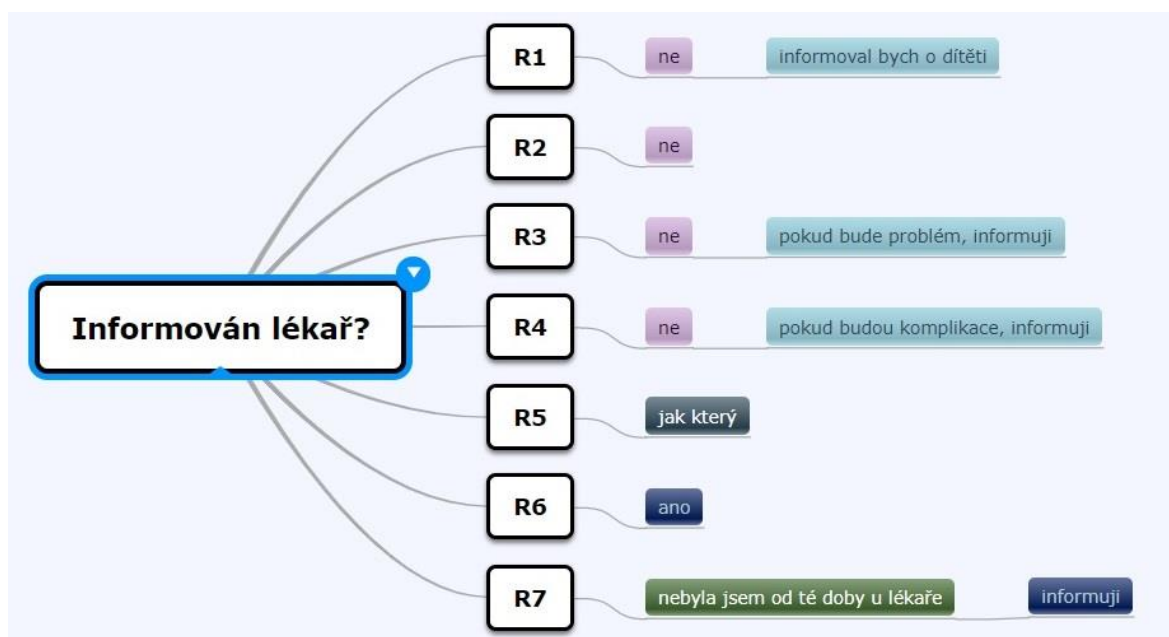 R1 ne informoval bych o dítěti
R2 ne
R3 ne pokud bude problém, informuji
Informován lékař?
R4 ne pokud budou komplikace, informuji
R5 jak který
R6 ano
R7 nebyla jsem od té doby u lékaře informuji